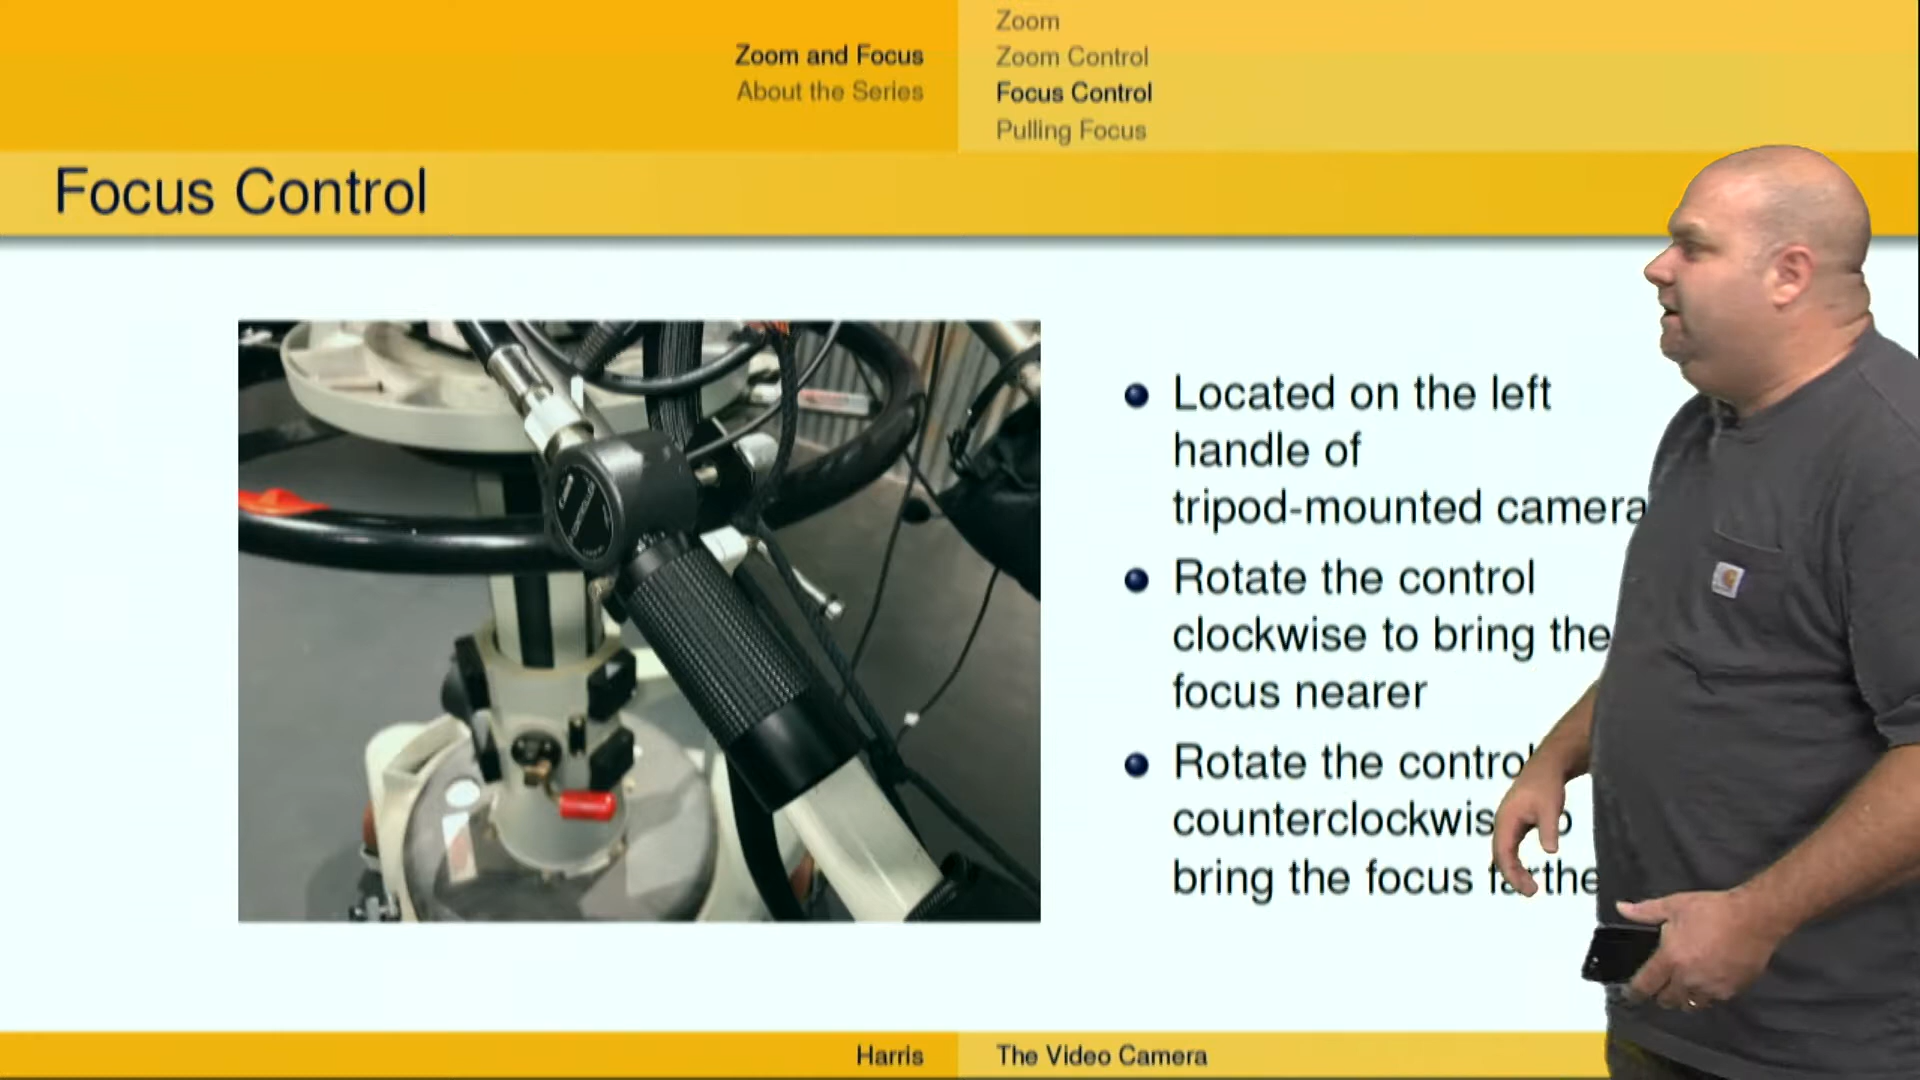 Zoom and Focus
About the Series
Zoom
Zoom Control
Focus Control
Pulling Focus
Focus Control
Located on the left
handle of
tripod-mounted camera
Rotate the control
clockwise to bring the
focus nearer
Rotate the
bring the focus
Harris
The Video Camera